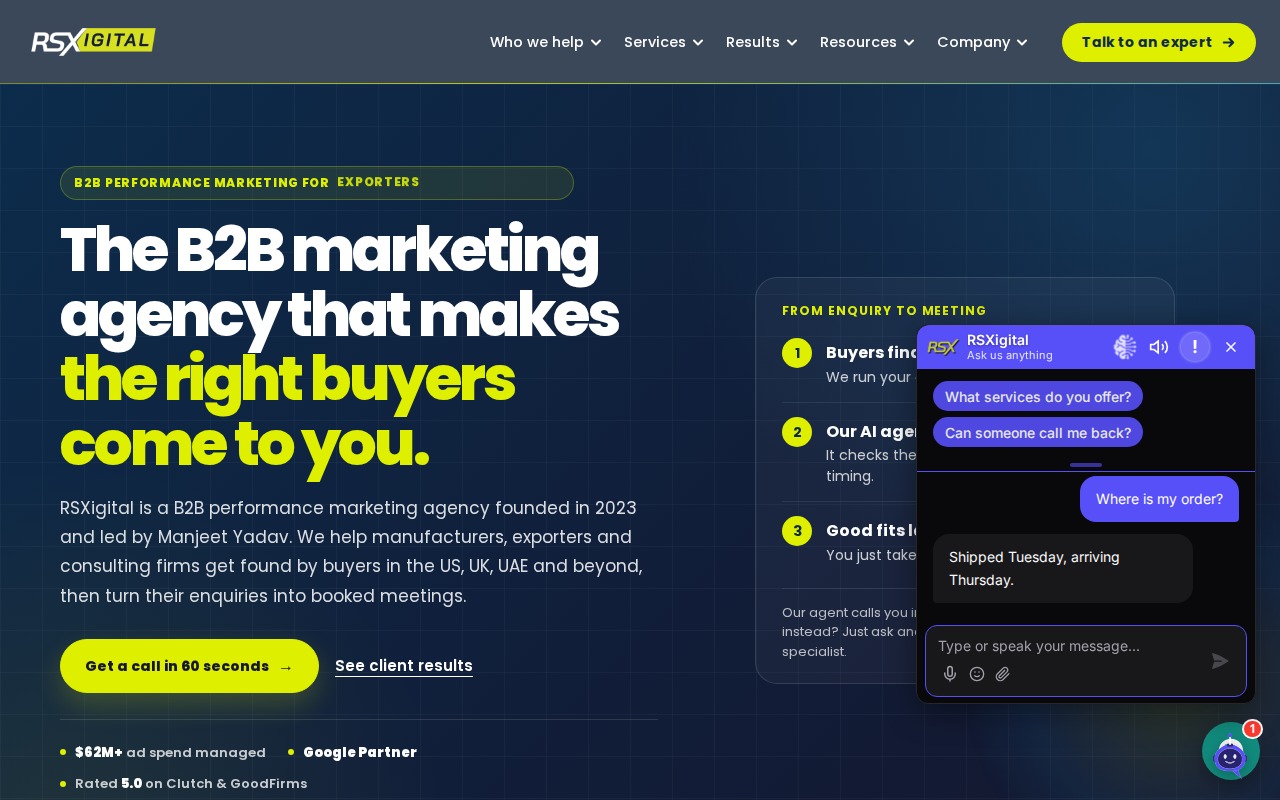 RSXIGITAL
Who we help
Services
Results
Resources
Company
Talk to an expert →
B2B PERFORMANCE MARKETING FOR EXPORTERS
The B2B marketing
agency that makes
the right buyers
come to you.
RSXigital is a B2B performance marketing agency founded in 2023
and led by Manjeet Yadav. We help manufacturers, exporters and
consulting firms get found by buyers in the US, UK, UAE and beyond,
then turn their enquiries into booked meetings.
Get a call in 60 seconds →
See client results
$62M+ ad spend managed
Google Partner
Rated 5.0 on Clutch & GoodFirms
FROM ENQUIRY TO MEETING
1
Buyers
We run your
2
Our AI
It checks the
timing.
3
Good fits
You just take
Our agent calls you
instead? Just ask
specialist.
RSX
RSXigital
Ask us anything
What services do you offer?
Can someone call me back?
Where is my order?
Shipped Tuesday, arriving
Thursday.
Type or speak your message...
1